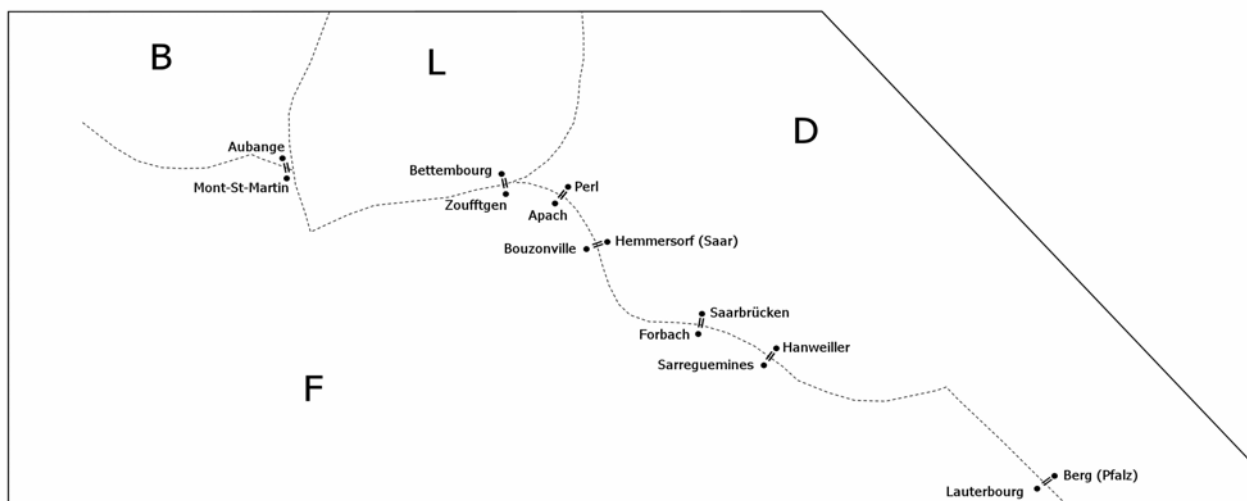 B
L
D
Aubange
Mont-St-Martin
Bettembourg
Zoufftgen
Perl
Apach
Bouzonville
Hemmersorf (Saar)
Saarbrücken
Forbach
Hanweiller
Sarreguemines
F
Berg (Pfalz)
Lauterbourg